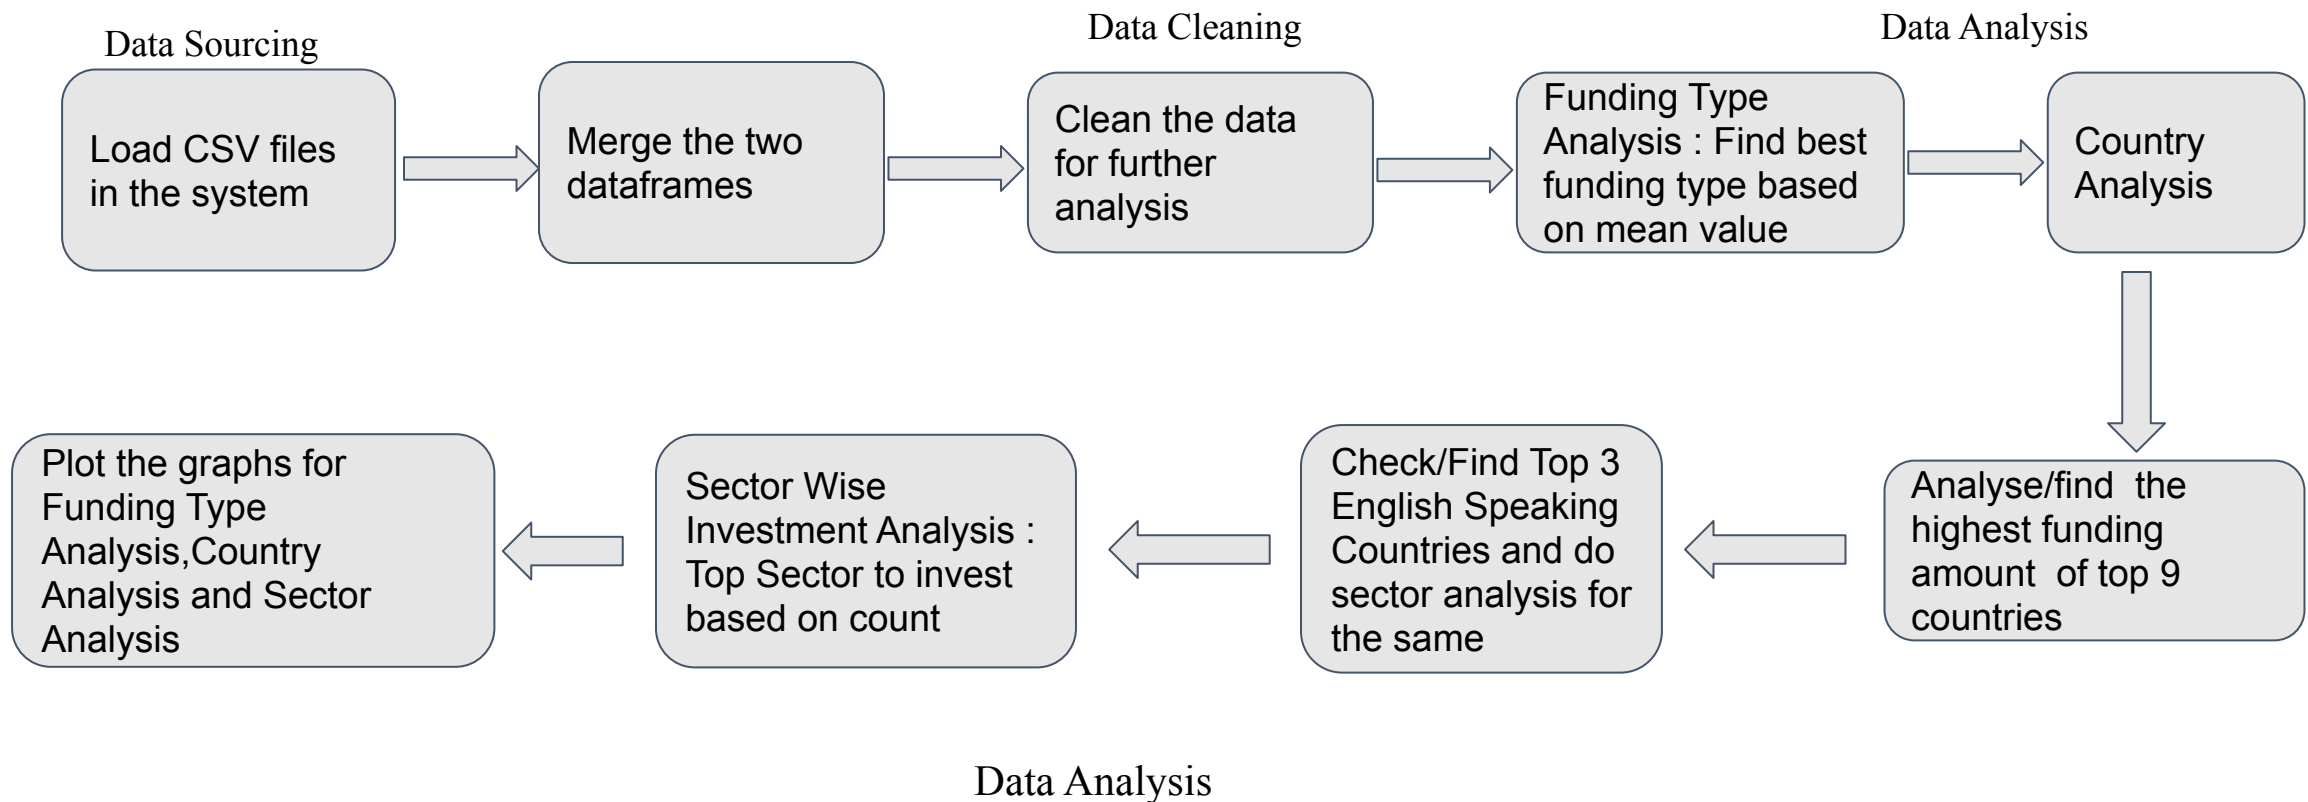 Data Sourcing
Data Cleaning
Data Analysis
Load CSV files
in the system
Merge the two
dataframes
Clean the data
for further
analysis
Funding Type
Analysis : Find best
funding type based
on mean value
Country
Analysis
Analyse/find  the
highest funding
amount  of top 9
countries
Check/Find Top 3
English Speaking
Countries and do
sector analysis for
the same
Sector Wise
Investment Analysis :
Top Sector to invest
based on count
Plot the graphs for
Funding Type
Analysis,Country
Analysis and Sector
Analysis
Data Analysis